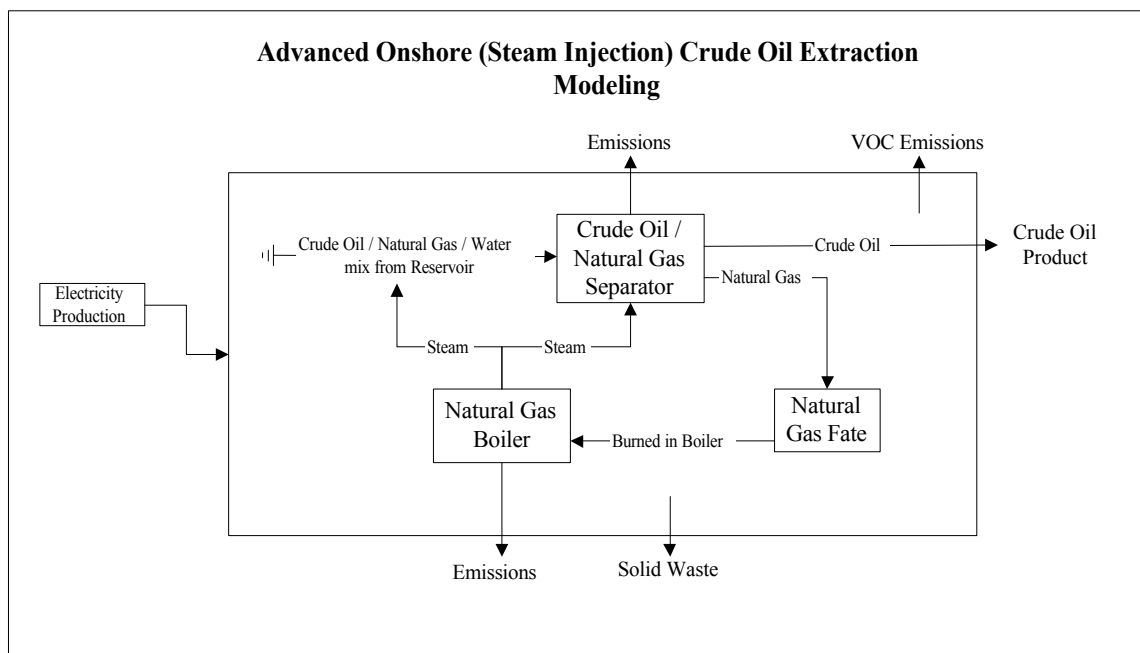 Advanced Onshore (Steam Injection) Crude Oil Extraction
Modeling
Emissions
VOC Emissions
Crude Oil / Natural Gas / Water
mix from Reservoir
Crude Oil /
Natural Gas
Separator
Crude Oil
Crude Oil
Product
Natural Gas
Electricity
Production
Steam
Steam
Natural Gas
Boiler
Burned in Boiler
Natural
Gas Fate
Emissions
Solid Waste